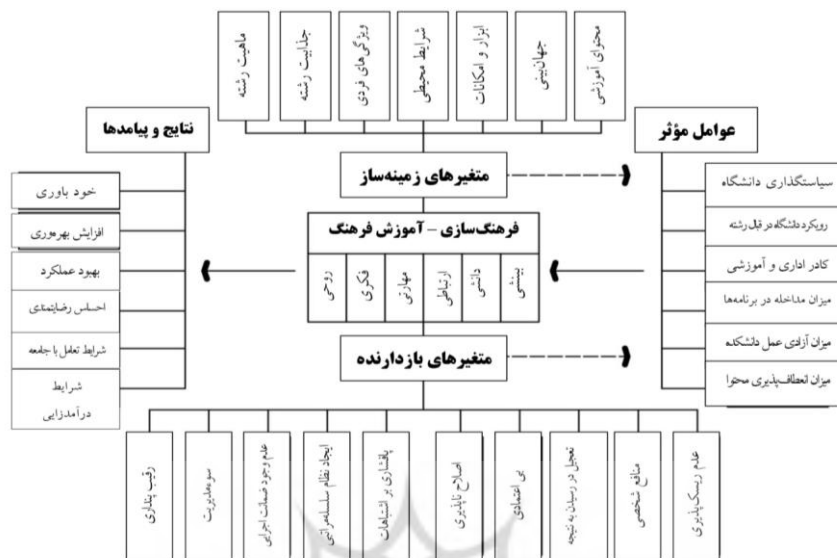 محتوای آموزشی
جهان‌بینی
ابزار و امکانات
شرایط محیطی
ویژگی‌های فردی
جذابیت رشته
ماهیت رشته
عوامل مؤثر
سیاستگذاری دانشگاه
رویکرد دانشگاه در قبال رشته
کادر اداری و آموزشی
میزان مداخله در برنامه‌ها
میزان آزادی عمل دانشکده
میزان انعطاف‌پذیری محتوا
متغیرهای زمینه‌ساز
فرهنگ‌سازی – آموزش فرهنگ
بینشی
دانشی
ارتباطی
مهارتی
فکری
روحی
متغیرهای بازدارنده
نتایج و پیامدها
خود باوری
افزایش بهره‌وری
بهبود عملکرد
احساس رضایتمندی
شرایط تعامل با جامعه
شرایط
درآمدزایی
عدم ریسک‌پذیری
منافع شخصی
تعجیل در رسیدن به نتیجه
بی اعتمادی
اصلاح ناپذیری
پافشاری بر اشتباهات
ایجاد نظام سلسله‌مراتبی
عدم وجود ضمانت اجرایی
سوءمدیریت
رقیب پنداری